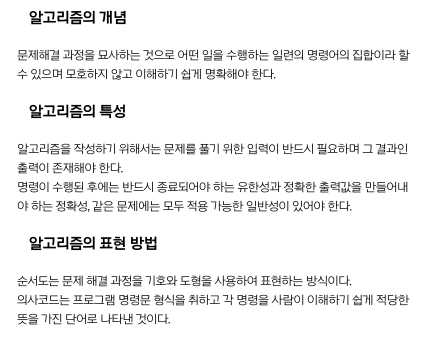 알고리즘의 개념
문제해결 과정을 묘사하는 것으로 어떤 일을 수행하는 일련의 명령어의 집합이라 할
수 있으며 모호하지 않고 이해하기 쉽게 명확해야 한다.
알고리즘의 특성
알고리즘을 작성하기 위해서는 문제를 풀기 위한 입력이 반드시 필요하며 그 결과인
출력이 존재해야 한다.
명령이 수행된 후에는 반드시 종료되어야 하는 유한성과 정확한 출력값을 만들어내
야 하는 정확성, 같은 문제에는 모두 적용 가능한 일반성이 있어야 한다.
알고리즘의 표현 방법
순서도는 문제 해결 과정을 기호와 도형을 사용하여 표현하는 방식이다.
의사코드는 프로그램 명령문 형식을 취하고 각 명령을 사람이 이해하기 쉽게 적당한
뜻을 가진 단어로 나타낸 것이다.